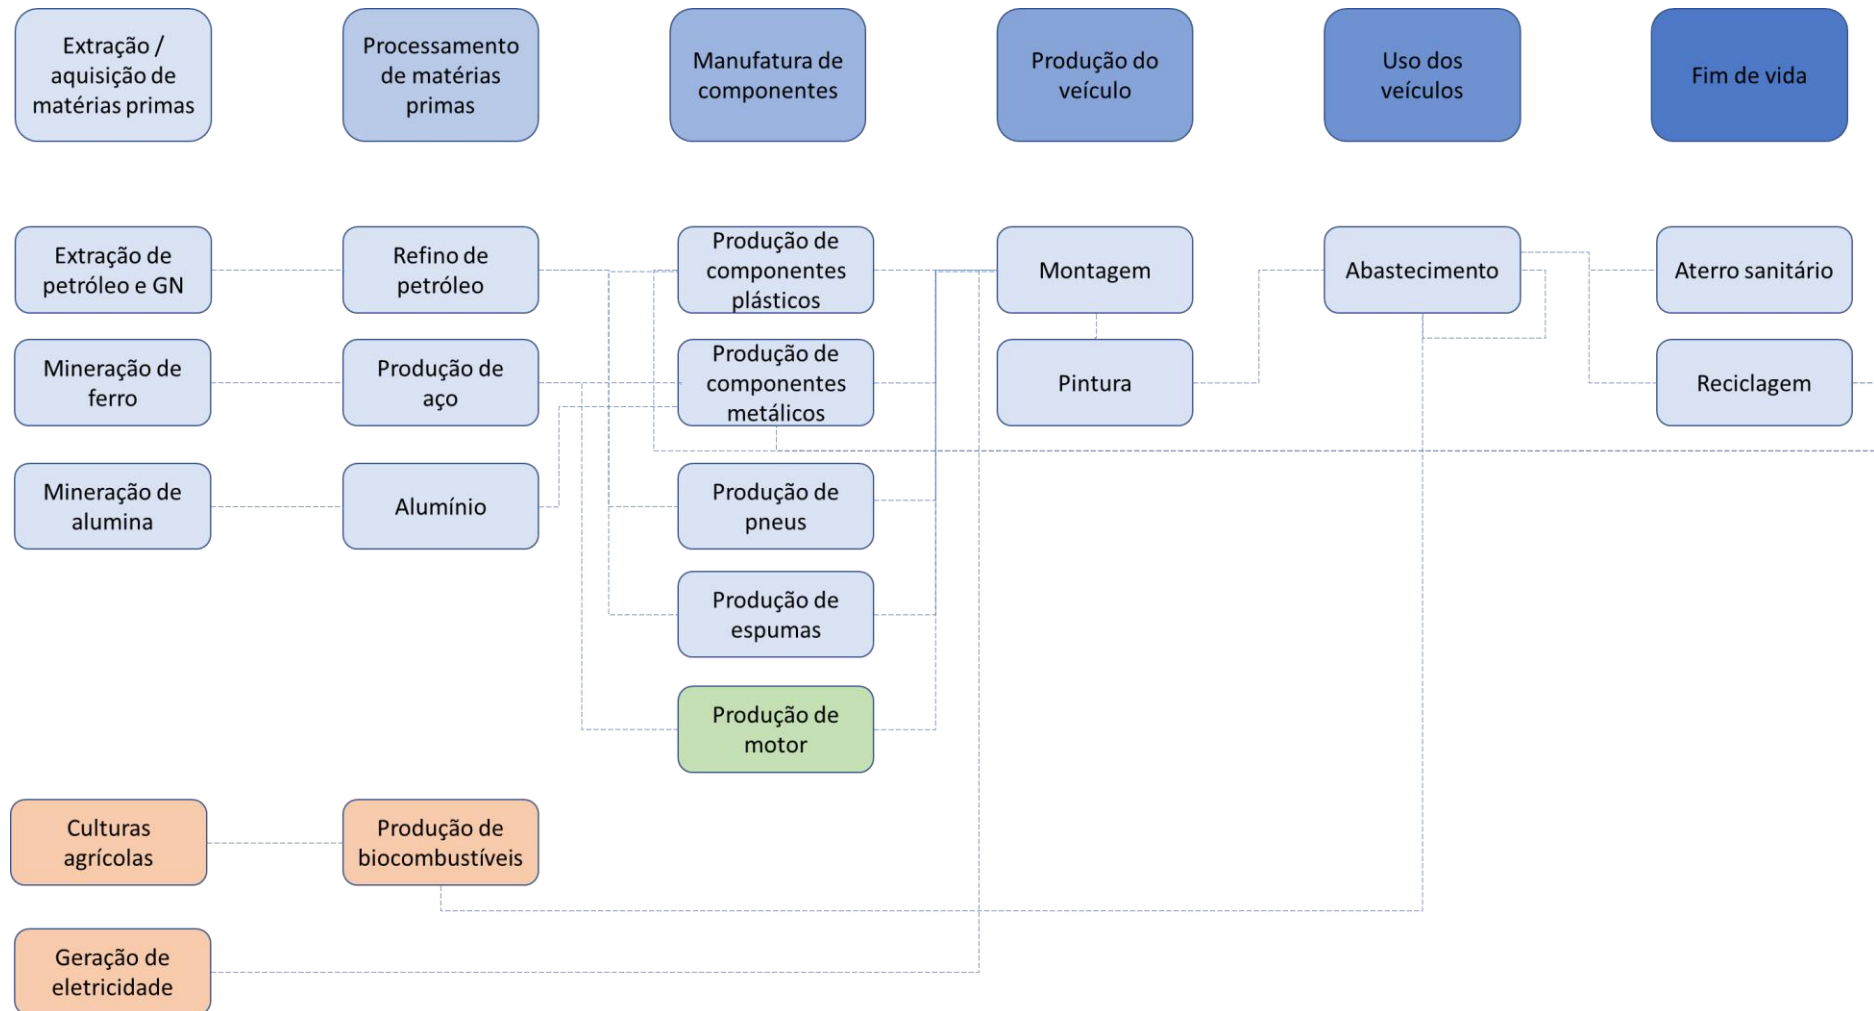 Extração /
aquisição de
matérias primas
Processamento
de matérias
primas
Manufatura de
componentes
Produção do
veículo
Uso dos
veículos
Fim de vida
Extração de
petróleo e GN
Refino de
petróleo
Produção de
componentes
plásticos
Montagem
Abastecimento
Aterro sanitário
Mineração de
ferro
Produção de
aço
Produção de
componentes
metálicos
Pintura
Reciclagem
Mineração de
alumina
Alumínio
Produção de
pneus
Produção de
espumas
Produção de
motor
Culturas
agrícolas
Produção de
biocombustíveis
Geração de
eletricidade